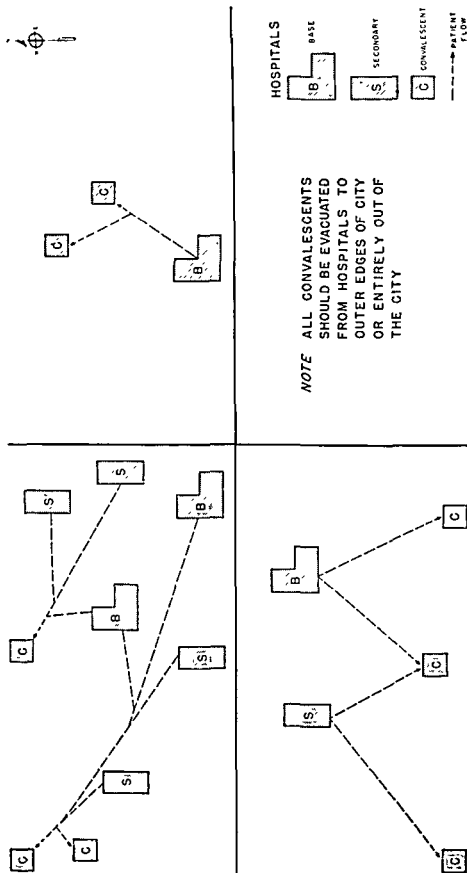 C
S
S
B
B
S
S
C
C
C
C
B
B
C
S
C
C
NOTE ALL CONVALESCENTS
SHOULD BE EVACUATED
FROM HOSPITALS TO
OUTER EDGES OF CITY
OR ENTIRELY OUT OF
THE CITY
HOSPITALS
B BASE
S SECONDARY
C CONVALESCENT
PATIENT
FLOW